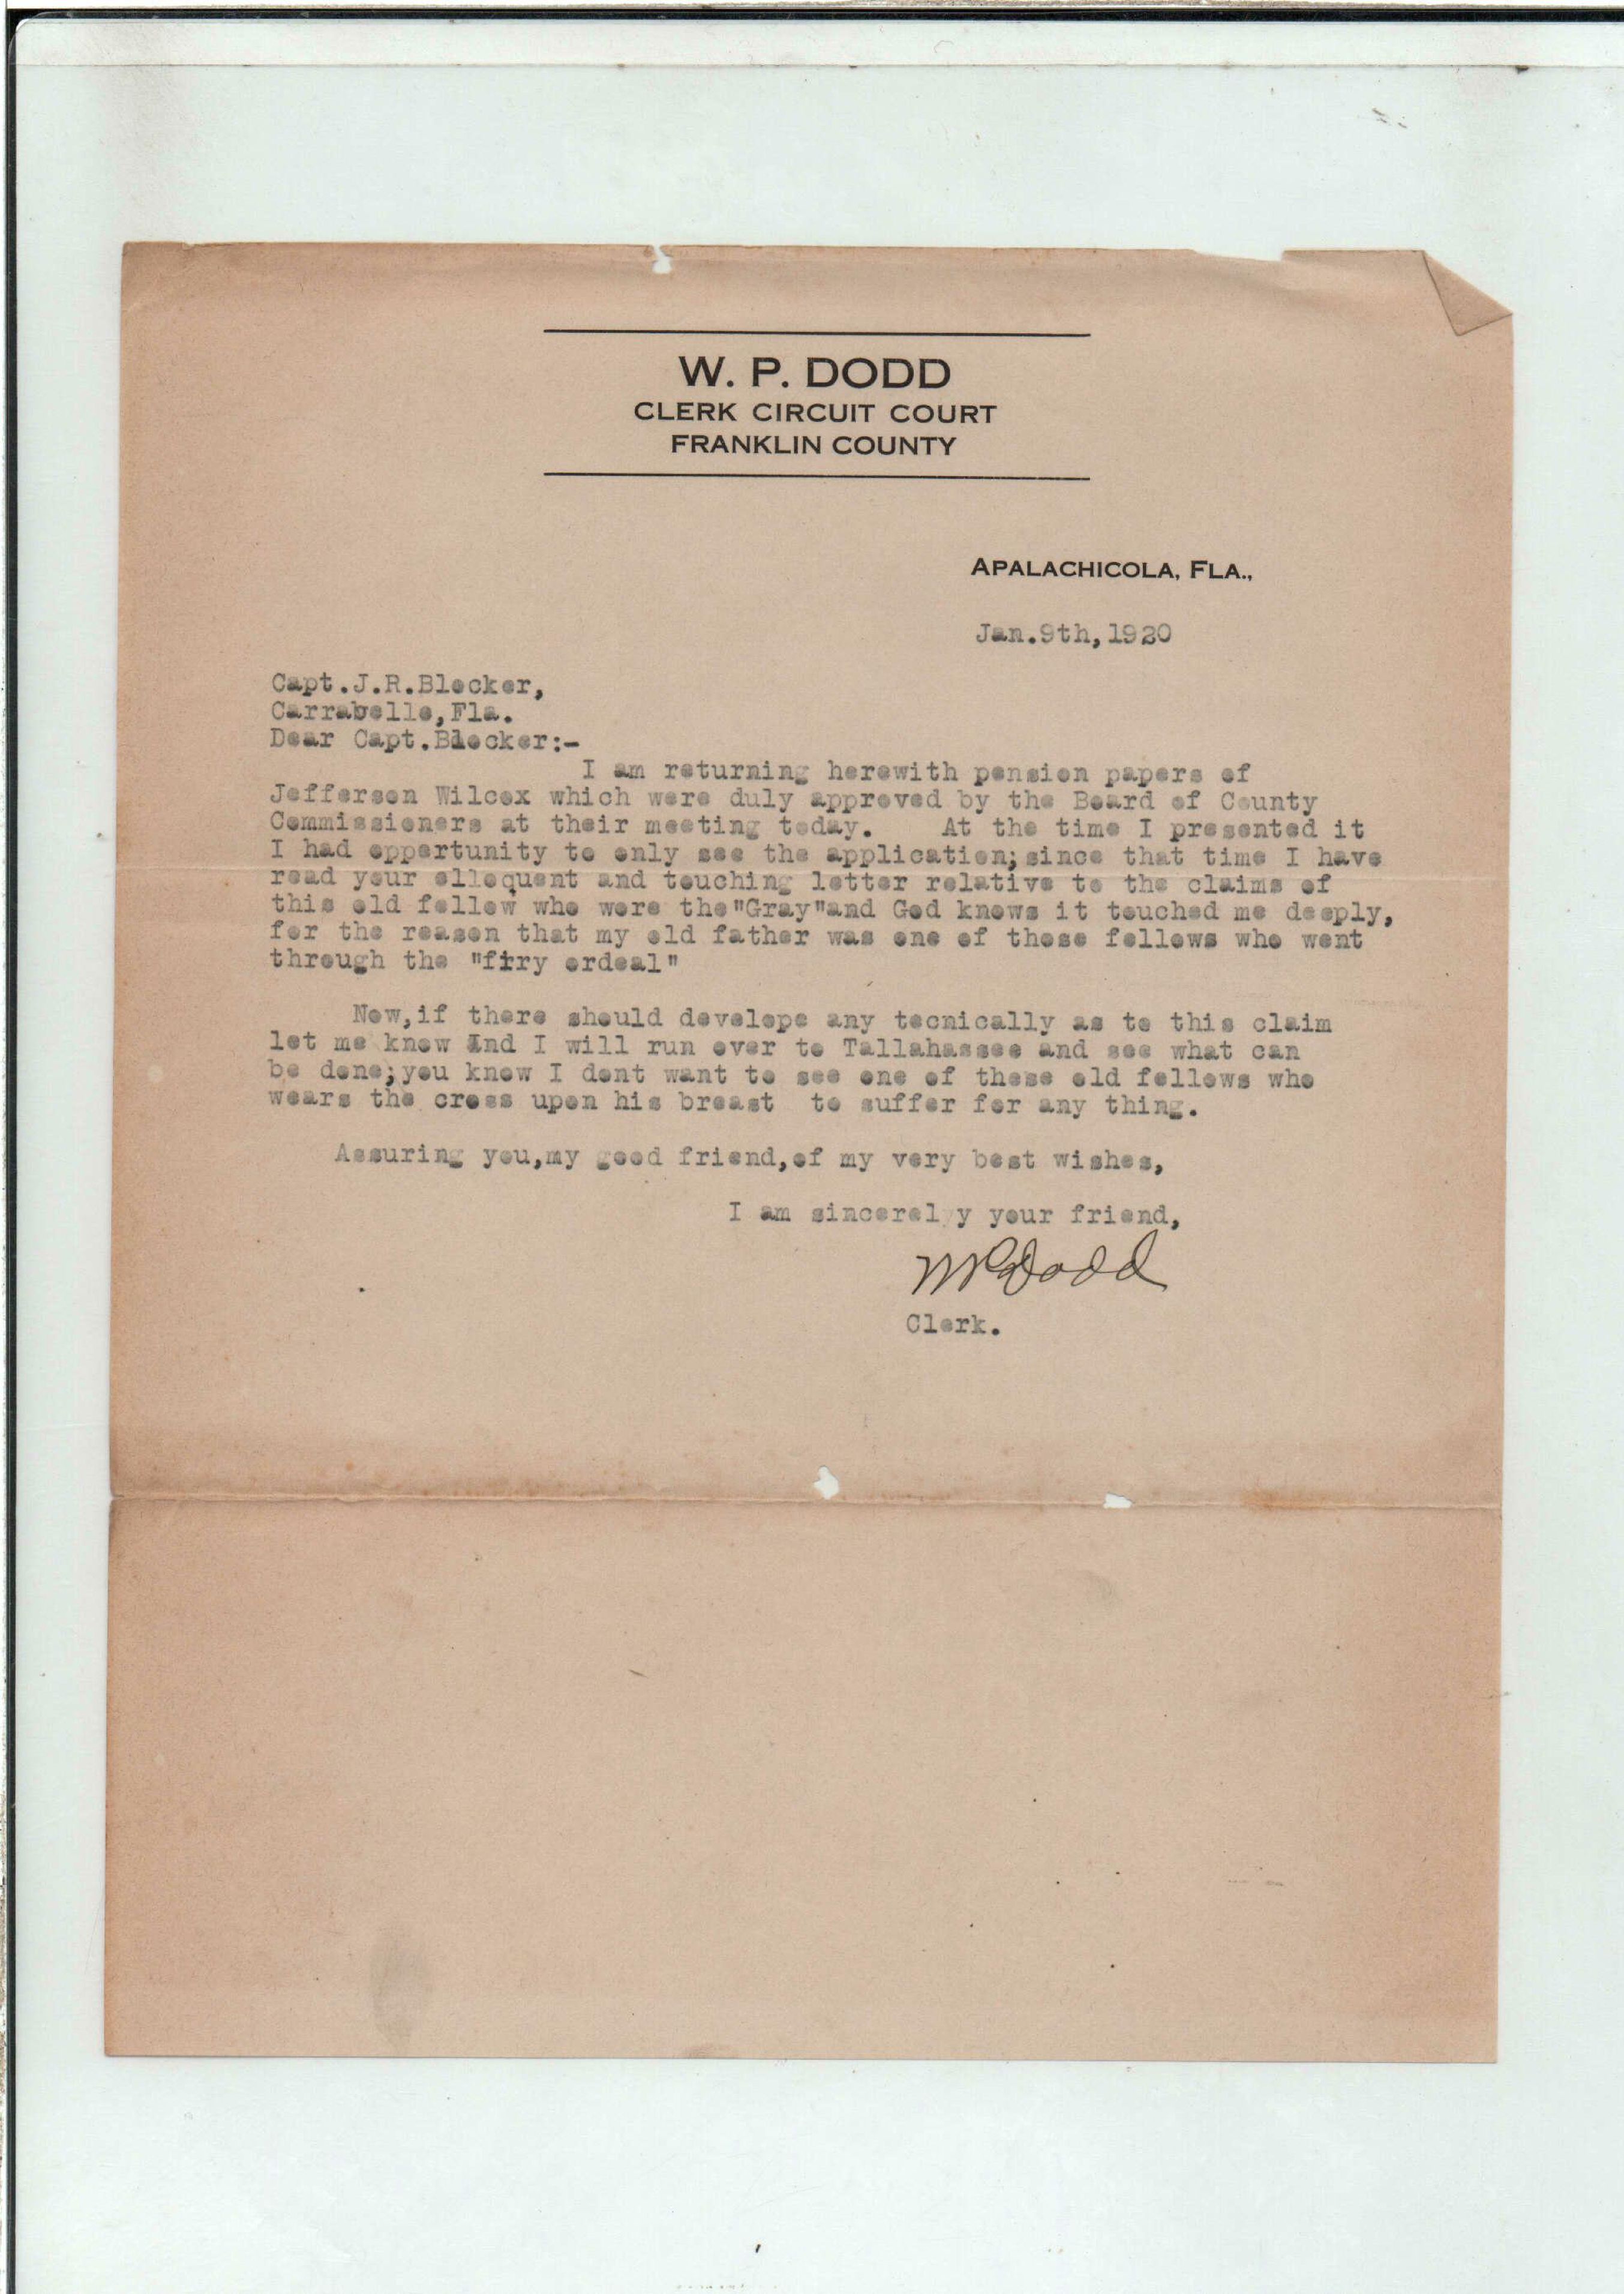 W. P. DODD
CLERK CIRCUIT COURT
FRANKLIN COUNTY
APALACHICOLA, FLA.,
Jan.9th,1920
Capt.J.R.Blocker,
Carrabelle,Fla.
Dear Capt.Blocker:-
I am returning herewith pension papers of
Jefferson Wilcox which were duly approved by the Board of County
Commissioners at their meeting today. At the time I presented it
I had oppertunity to only see the application;since that time I have
read your elloquent and touching letter relative to the claims of
this old fellow who wore the"Gray"and God knows it touched me deeply,
for the reason that my old father was one of those fellows who went
through the "firy ordeal"
Now,if there should develope any tecnically as to this claim
let me know and I will run over to Tallahassee and see what can
be done;you know I dont want to see one of these old fellows who
wears the cross upon his breast to suffer for any thing.
Assuring you,my good friend,of my very best wishes,
I am sincerel y your friend,
WPDodd
Clerk.